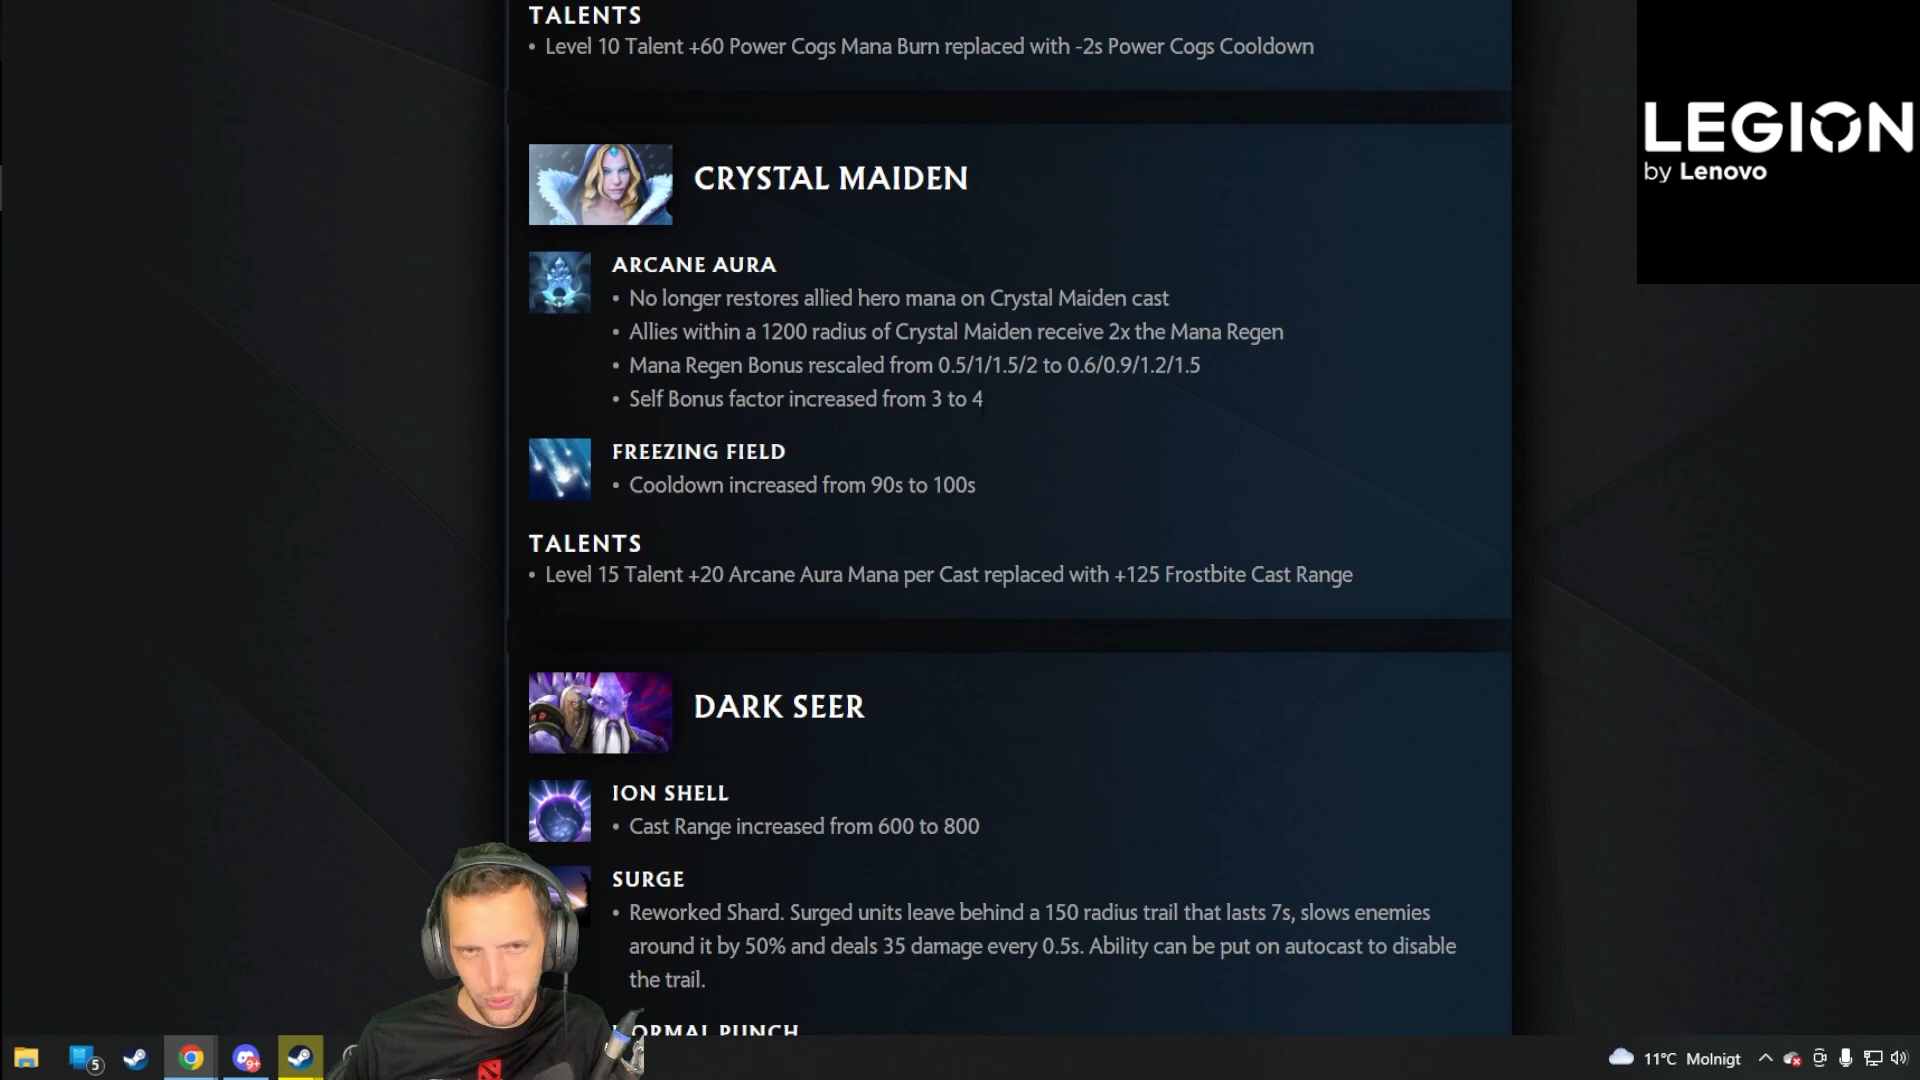 TALENTS
• Level 10 Talent +60 Power Cogs Mana Burn replaced with -2s Power Cogs Cooldown
LEGION
by Lenovo
CRYSTAL MAIDEN
ARCANE AURA
• No longer restores allied hero mana on Crystal Maiden cast
• Allies within a 1200 radius of Crystal Maiden receive 2x the Mana Regen
• Mana Regen Bonus rescaled from 0.5/1/1.5/2 to 0.6/0.9/1.2/1.5
• Self Bonus factor increased from 3 to 4
FREEZING FIELD
• Cooldown increased from 90s to 100s
TALENTS
• Level 15 Talent +20 Arcane Aura Mana per Cast replaced with +125 Frostbite Cast Range
DARK SEER
ION SHELL
• Cast Range increased from 600 to 800
SURGE
• Reworked Shard. Surged units leave behind a 150 radius trail that lasts 7s, slows enemies
around it by 50% and deals 35 damage every 0.5s. Ability can be put on autocast to disable
the trail.
ORMAL PUNCH
5
9+
11°C Molnigt